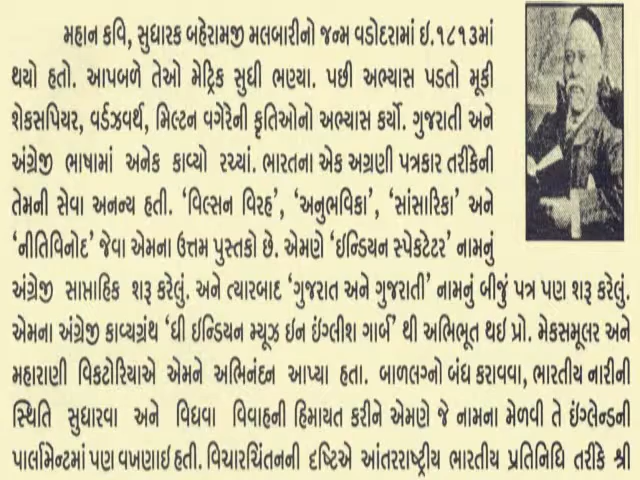 મહાન કવિ, સુધારક બહેરામજી મલબારીનો જન્મ વડોદરામાં ઇ.૧૮૧૩માં
થયો હતો. આપબળે તેઓ મેટ્રિક સુધી ભણ્યા. પછી અભ્યાસ પડતો મૂકી
શેકસપિયર, વર્ડઝવર્થ, મિલ્ટન વગેરેની કૃતિઓનો અભ્યાસ કર્યો. ગુજરાતી અને
અંગ્રેજી ભાષામાં અનેક કાવ્યો રચ્યાં. ભારતના એક અગ્રણી પત્રકાર તરીકેની
તેમની સેવા અનન્ય હતી. ‘વિલ્સન વિરહ’, ‘અનુભવિકા’, ‘સાંસારિકા’ અને
‘નીતિવિનોદ’ જેવા એમના ઉત્તમ પુસ્તકો છે. એમણે ‘ઇન્ડિયન સ્પેક્ટેટર’ નામનું
અંગ્રેજી સાપ્તાહિક શરૂ કરેલું. અને ત્યારબાદ ‘ગુજરાત અને ગુજરાતી’ નામનું બીજું પત્ર પણ શરૂ કરેલું.
એમના અંગ્રેજી કાવ્યગ્રંથ ‘ધી ઇન્ડિયન મ્યૂઝ ઇન ઇંગ્લીશ ગાર્બ’ થી અભિભૂત થઇ પ્રો. મેકસમૂલર અને
મહારાણી વિકટોરિયાએ એમને અભિનંદન આપ્યા હતા. બાળલગ્નો બંધ કરાવવા, ભારતીય નારીની
સ્થિતિ સુધારવા અને વિધવા વિવાહની હિમાયત કરીને એમણે જે નામના મેળવી તે ઇંગ્લેન્ડની
પાર્લામેન્ટમાં પણ વખણાઇ હતી. વિચારચિંતનની દ્દષ્ટિએ આંતરરાષ્ટ્રીય ભારતીય પ્રતિનિધિ તરીકે શ્રી